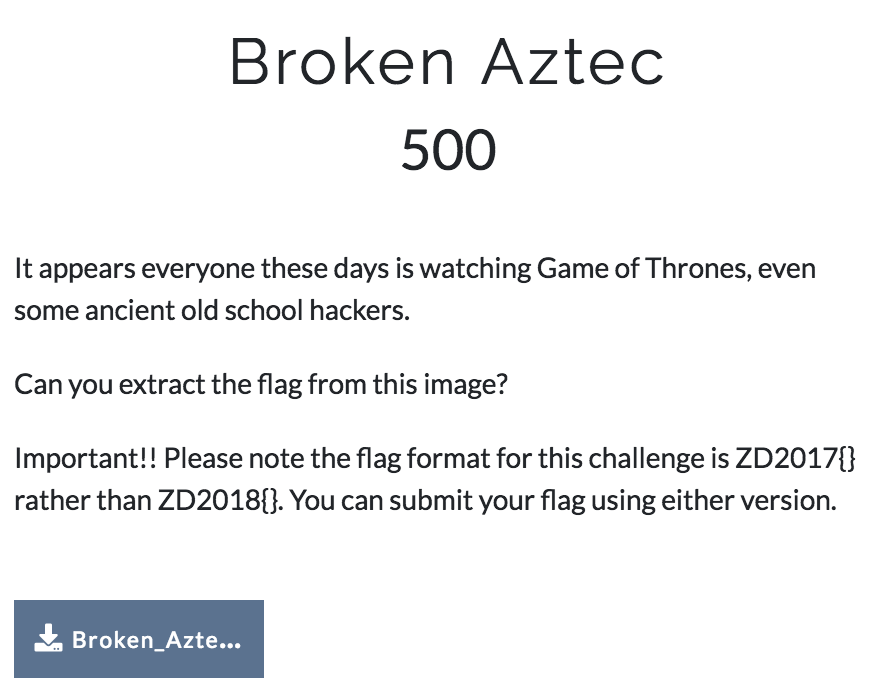 Broken Aztec
500
It appears everyone these days is watching Game of Thrones, even
some ancient old school hackers.
Can you extract the flag from this image?
Important!! Please note the flag format for this challenge is ZD2017{}
rather than ZD2018{}. You can submit your flag using either version.
Broken_Azte...